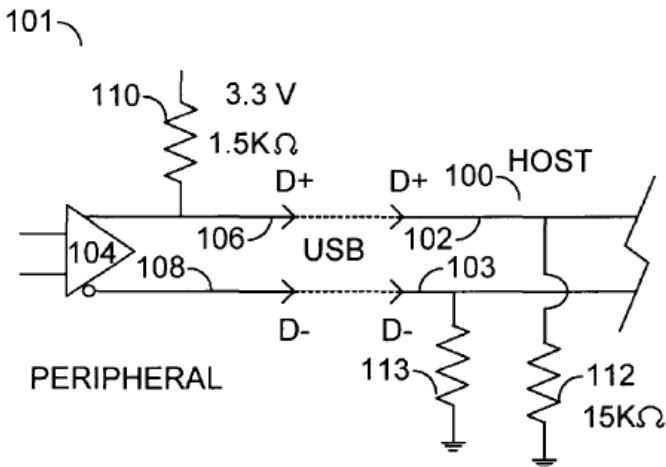 101
110
3.3 V
1.5KΩ
HOST
D+
D+
100
104
106
USB
102
108
103
D-
D-
PERIPHERAL
113
112
15KΩ